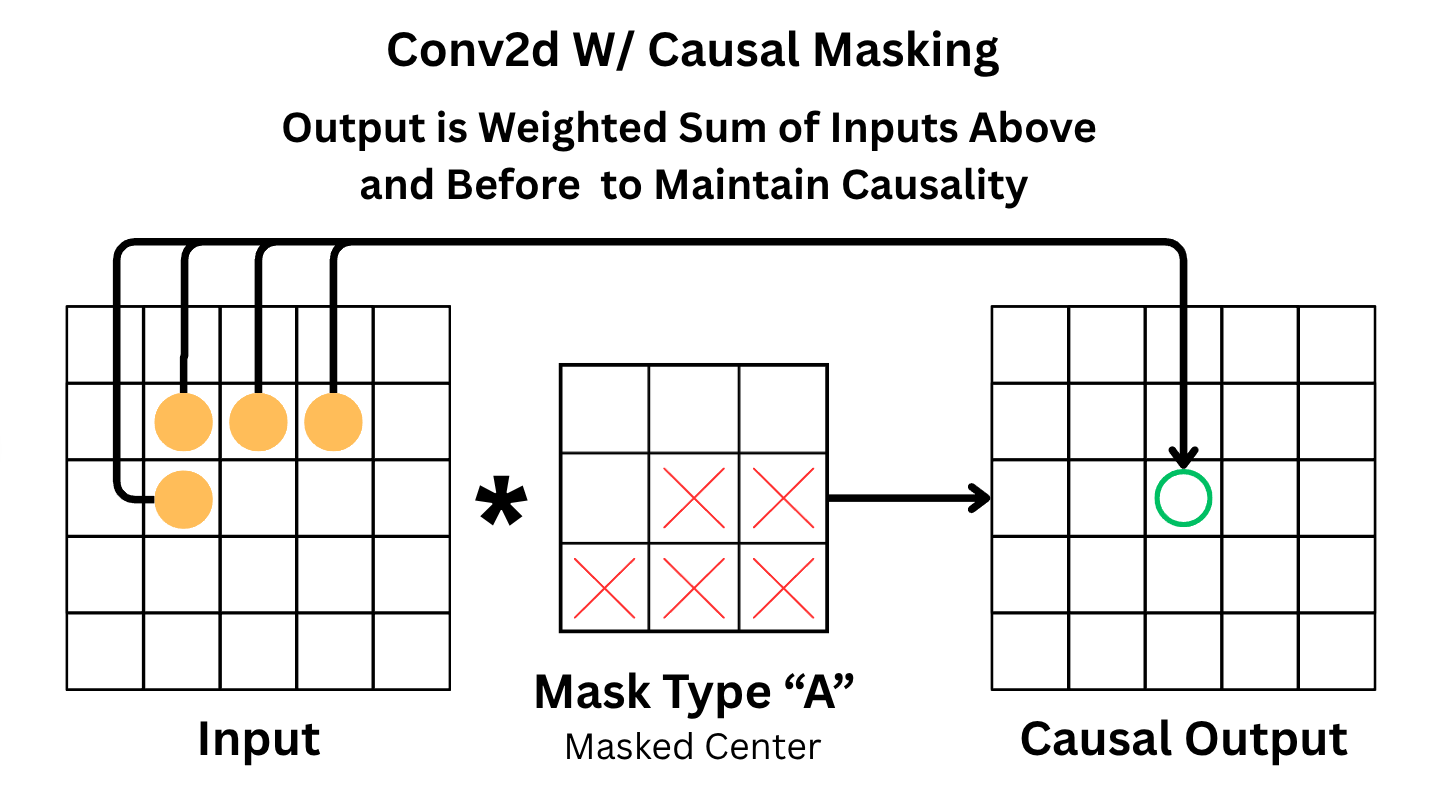 Conv2d W/ Causal Masking
Output is Weighted Sum of Inputs Above
and Before to Maintain Causality
*
Mask Type “A”
Masked Center
Input
Causal Output